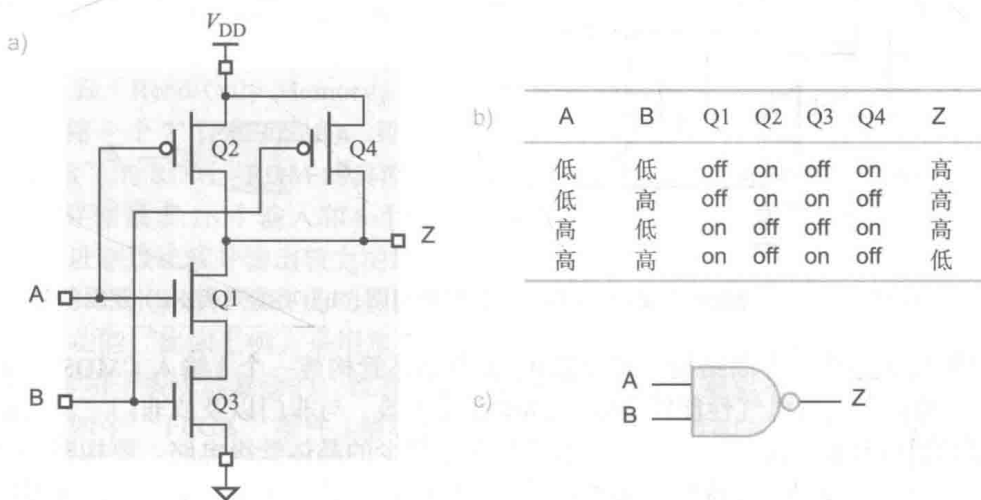 a)
V_DD
Q2
Q4
Z
A
Q1
B
Q3
b)
A B Q1 Q2 Q3 Q4 Z
低 低 off on off on 高
低 高 off on on off 高
高 低 on off off on 高
高 高 on off on off 低
c)
A
B
Z